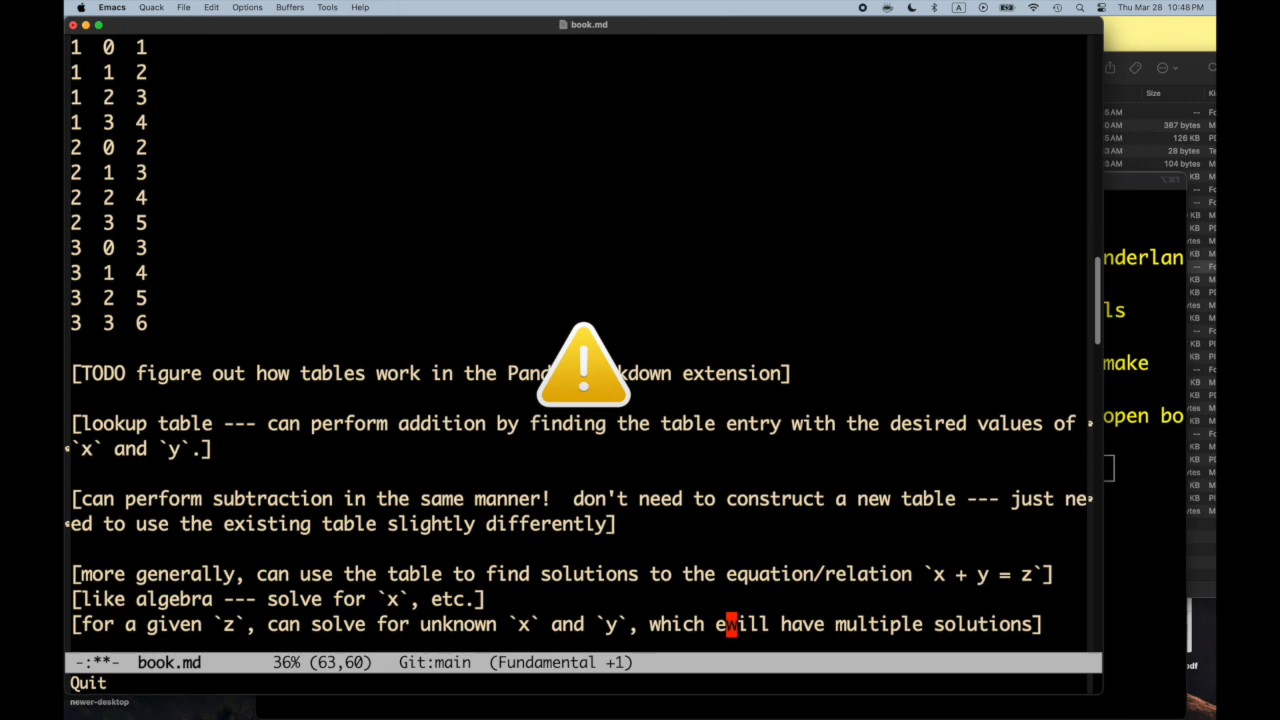 Emacs Quack File Edit Options Buffers Tools Help
A
Thu Mar 28 10:48 PM
book.md
1 0 1
1 1 2
1 2 3
1 3 4
2 0 2
2 1 3
2 2 4
2 3 5
3 0 3
3 1 4
3 2 5
3 3 6
[TODO figure out how tables work in the Pand kdown extension]
[lookup table --- can perform addition by finding the table entry with the desired values of
`x` and `y`.]
[can perform subtraction in the same manner!  don't need to construct a new table --- just ne
ed to use the existing table slightly differently]
[more generally, can use the table to find solutions to the equation/relation `x + y = z`]
[like algebra --- solve for `x`, etc.]
[for a given `z`, can solve for unknown `x` and `y`, which ewill have multiple solutions]
-:**- book.md 36% (63,60) Git:main (Fundamental +1)
Quit
newer-desktop
Size
387 bytes
126 KB
28 bytes
104 bytes
nderlan
ls
make
open bo
pdf